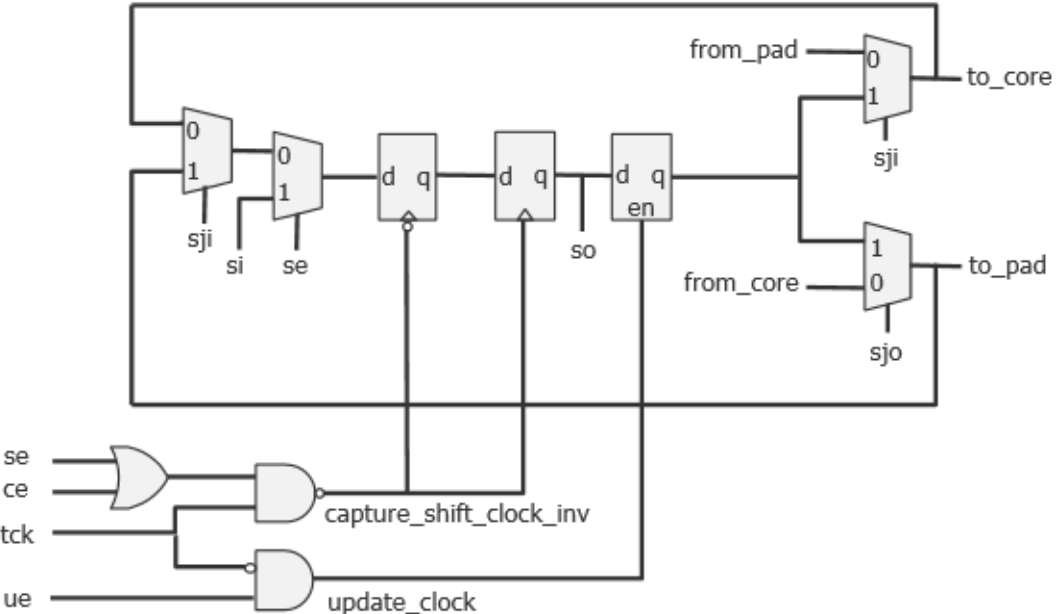 from_pad
0
to_core
1
sji
0
1
0
1
sji
si
se
d q
d q
so
d q
en
1
to_pad
from_core
0
sjo
se
ce
tck
capture_shift_clock_inv
ue
update_clock